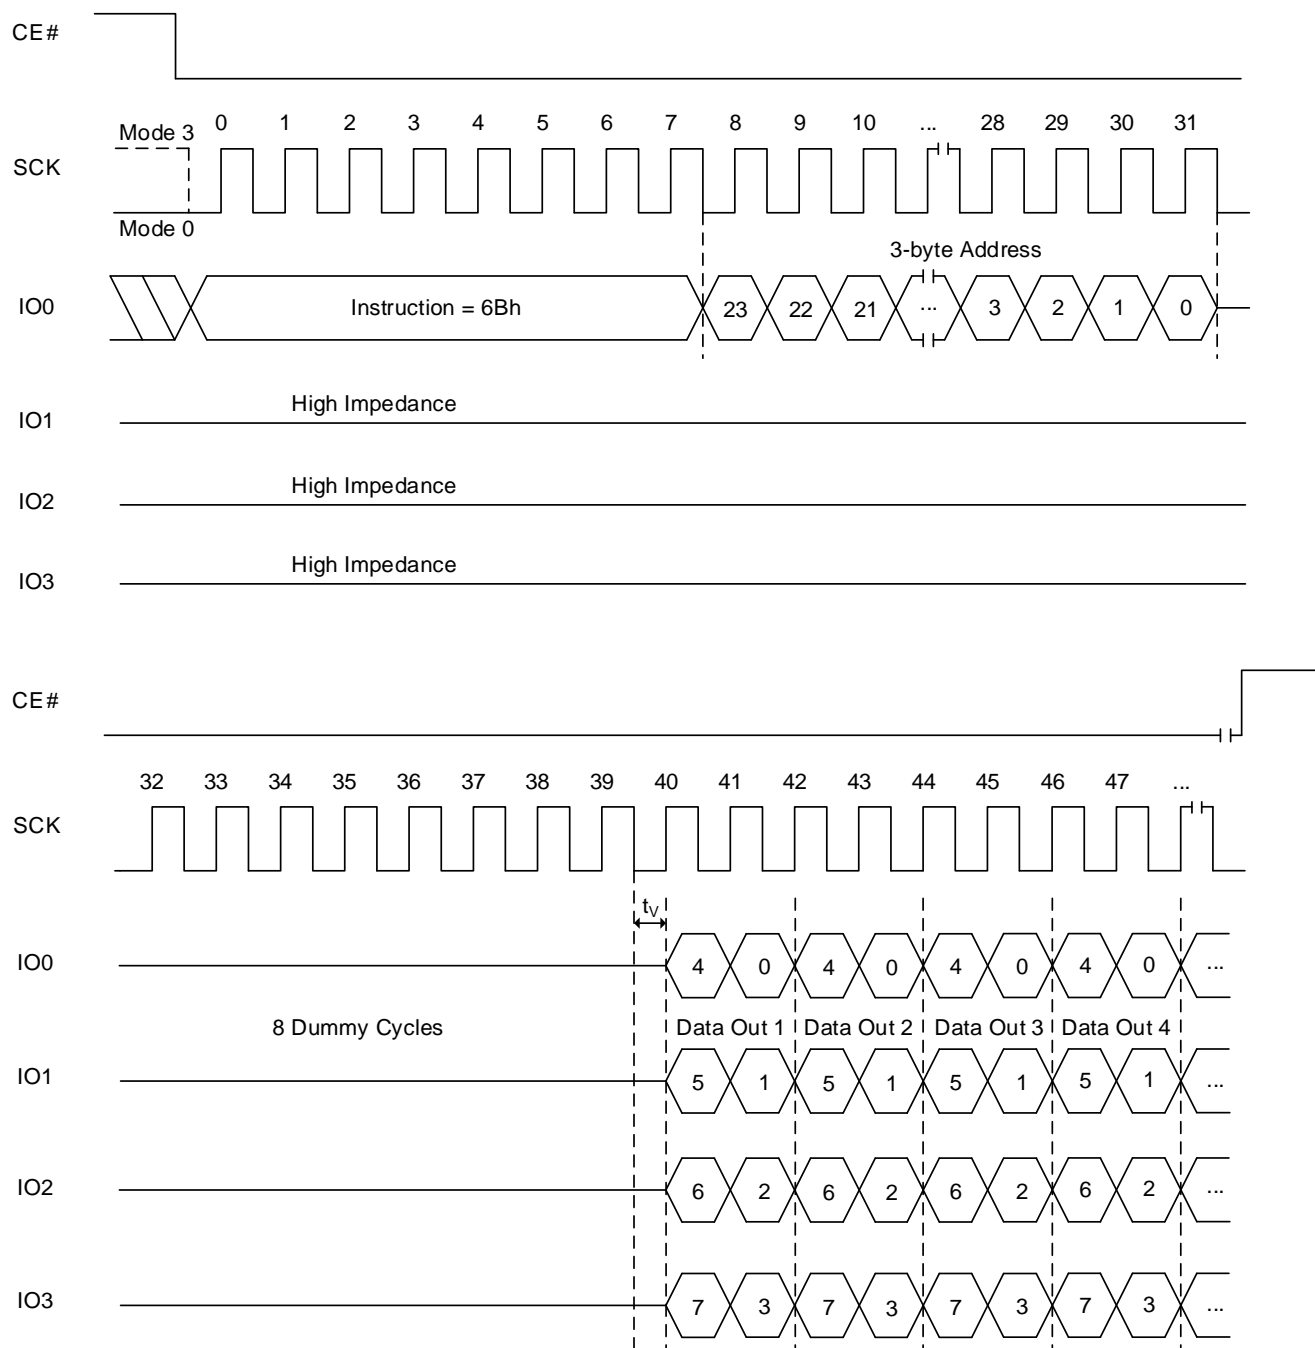 CE#
0 1 2 3 4 5 6 7 8 9 10 ... 28 29 30 31
Mode 3
SCK
Mode 0
3-byte Address
IO0 Instruction = 6Bh 23 22 21 ... 3 2 1 0
High Impedance
IO1
High Impedance
IO2
High Impedance
IO3
CE#
32 33 34 35 36 37 38 39 40 41 42 43 44 45 46 47 ...
SCK
tV
IO0 4 0 4 0 4 0 4 0 ...
8 Dummy Cycles Data Out 1 Data Out 2 Data Out 3 Data Out 4
IO1 5 1 5 1 5 1 5 1 ...
IO2 6 2 6 2 6 2 6 2 ...
IO3 7 3 7 3 7 3 7 3 ...